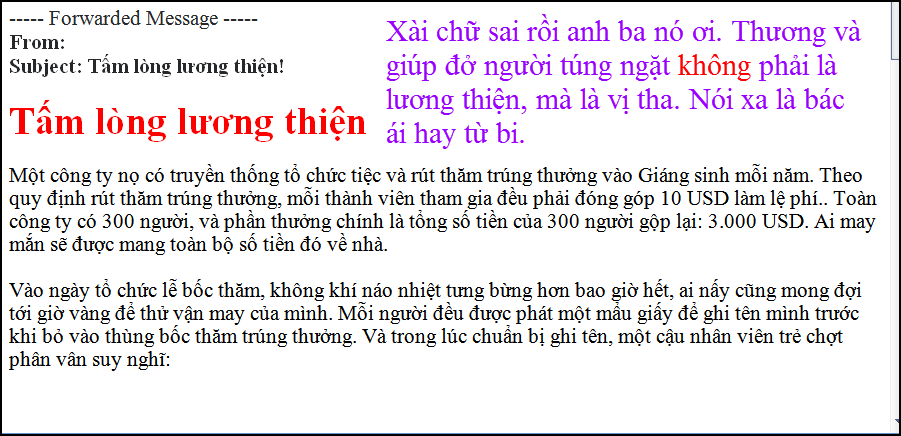 ----- Forwarded Message -----
From:
Subject: Tấm lòng lương thiện!
Xài chữ sai rồi anh ba nó ơi. Thương và
giúp đở người túng ngặt không phải là
lương thiện, mà là vị tha. Nói xa là bác
ái hay từ bi.
Tấm lòng lương thiện
Một công ty nọ có truyền thống tổ chức tiệc và rút thăm trúng thưởng vào Giáng sinh mỗi năm. Theo
quy định rút thăm trúng thưởng, mỗi thành viên tham gia đều phải đóng góp 10 USD làm lệ phí.. Toàn
công ty có 300 người, và phần thưởng chính là tổng số tiền của 300 người gộp lại: 3.000 USD. Ai may
mắn sẽ được mang toàn bộ số tiền đó về nhà.
Vào ngày tổ chức lễ bốc thăm, không khí náo nhiệt tưng bừng hơn bao giờ hết, ai nấy cũng mong đợi
tới giờ vàng để thử vận may của mình. Mỗi người đều được phát một mẩu giấy để ghi tên mình trước
khi bỏ vào thùng bốc thăm trúng thưởng. Và trong lúc chuẩn bị ghi tên, một cậu nhân viên trẻ chợt
phân vân suy nghĩ: